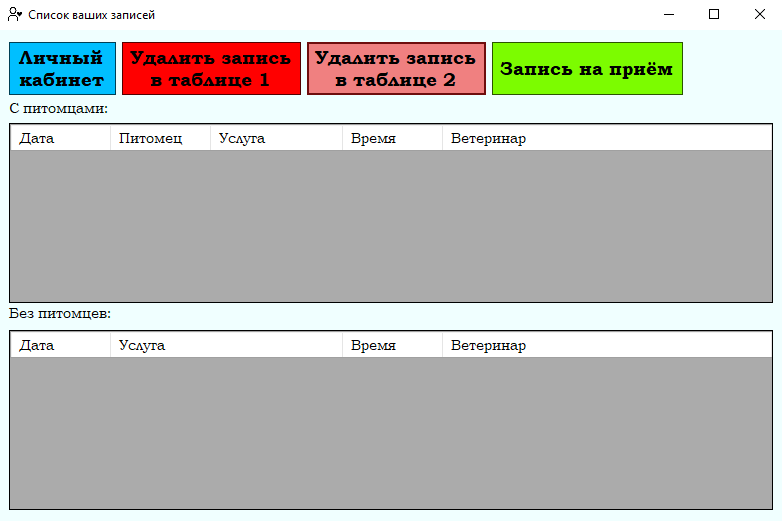 Список ваших записей
Личный
кабинет
Удалить запись
в таблице 1
Удалить запись
в таблице 2
Запись на приём
С питомцами:
Дата Питомец Услуга Время Ветеринар
Без питомцев:
Дата Услуга Время Ветеринар